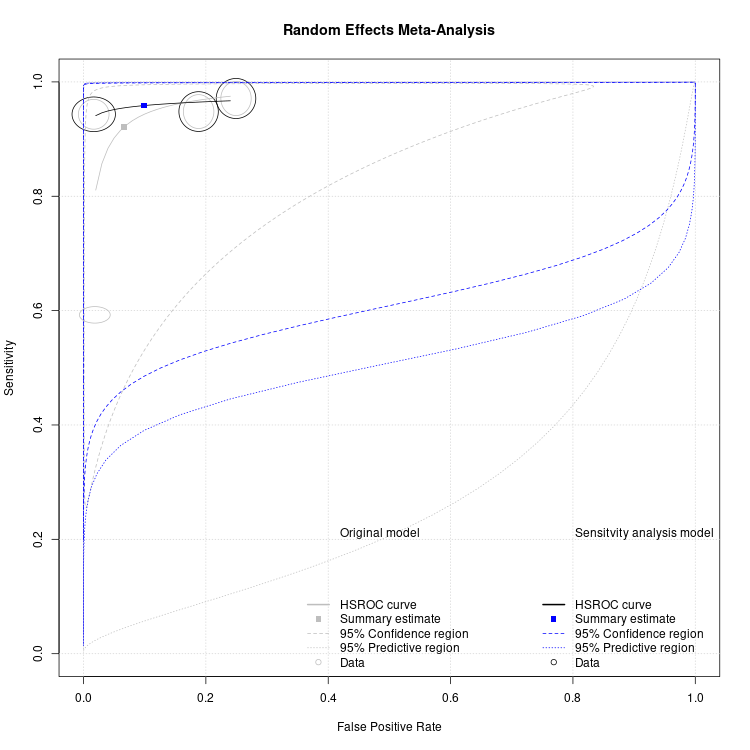 Random Effects Meta-Analysis
1.0
0.8
0.6
0.4
0.2
0.0
Sensitivity
Original model
HSROC curve
Summary estimate
95% Confidence region
95% Predictive region
Data
Sensitvity analysis model
HSROC curve
Summary estimate
95% Confidence region
95% Predictive region
Data
0.0 0.2 0.4 0.6 0.8 1.0
False Positive Rate